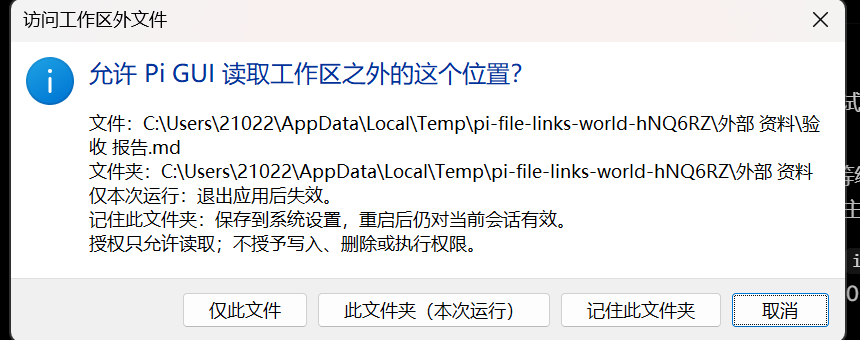 访问工作区外文件
允许 Pi GUI 读取工作区之外的这个位置？
文件：C:\Users\21022\AppData\Local\Temp\pi-file-links-world-hNQ6RZ\外部 资料\验
收 报告.md
文件夹：C:\Users\21022\AppData\Local\Temp\pi-file-links-world-hNQ6RZ\外部 资料
仅本次运行：退出应用后失效。
记住此文件夹：保存到系统设置，重启后仍对当前会话有效。
授权只允许读取；不授予写入、删除或执行权限。
仅此文件
此文件夹（本次运行）
记住此文件夹
取消